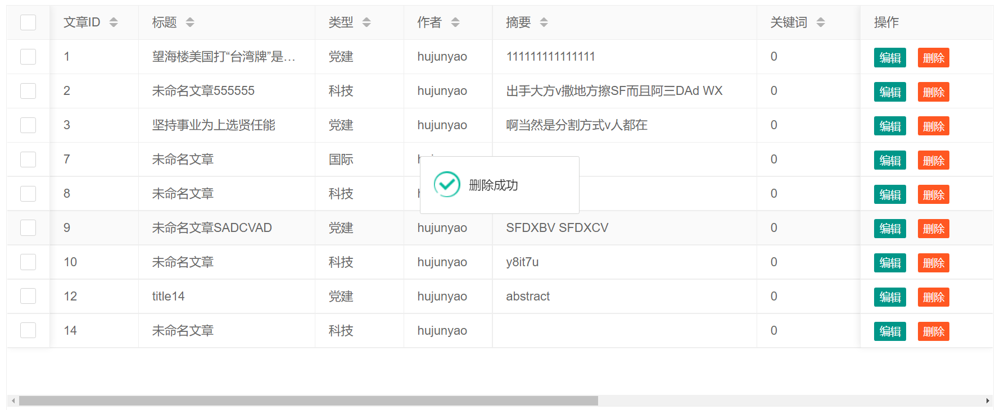 文章ID 标题 类型 作者 摘要 关键词 操作
1 望海楼美国打“台湾牌”是… 党建 hujunyao 111111111111111 0 编辑 删除
2 未命名文章555555 科技 hujunyao 出手大方v撒地方擦SF而且阿三DAd WX 0 编辑 删除
3 坚持事业为上选贤任能 党建 hujunyao 啊当然是分割方式v人都在 0 编辑 删除
7 未命名文章 国际 0 编辑 删除
删除成功
8 未命名文章 科技 0 编辑 删除
9 未命名文章SADCVAD 党建 hujunyao SFDXBV SFDXCV 0 编辑 删除
10 未命名文章 科技 hujunyao y8it7u 0 编辑 删除
12 title14 党建 hujunyao abstract 0 编辑 删除
14 未命名文章 科技 hujunyao 0 编辑 删除